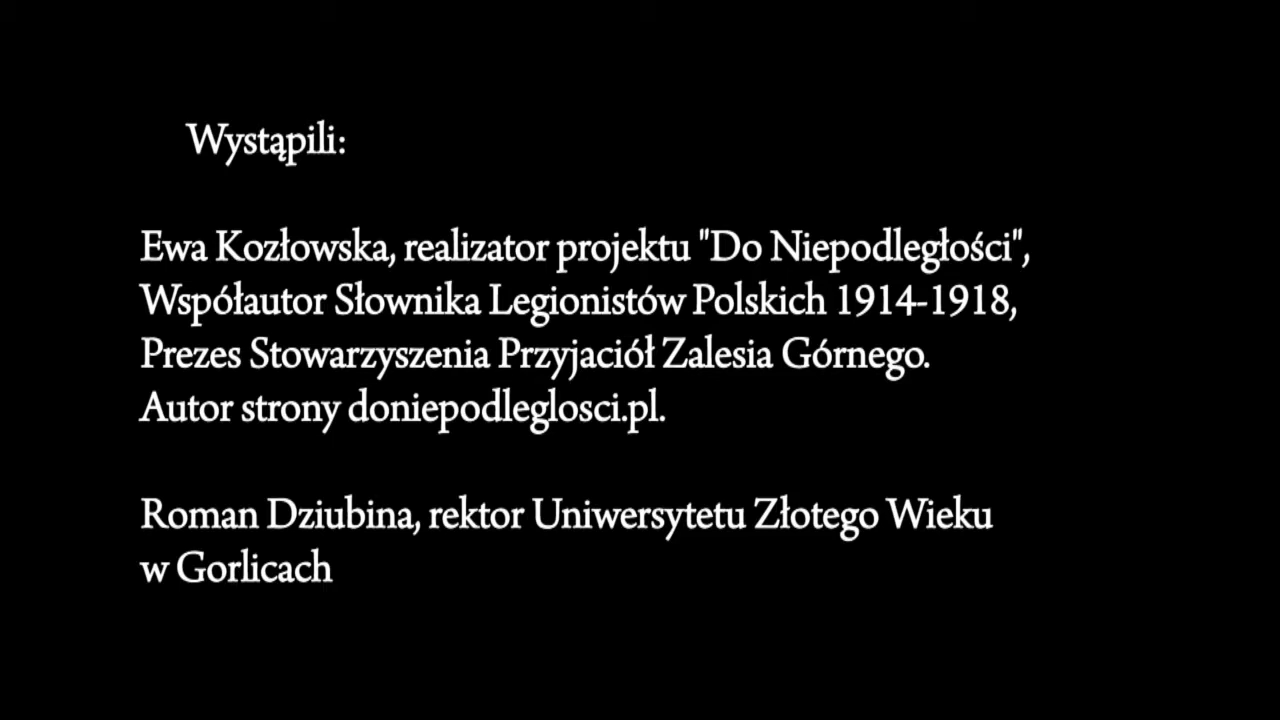 Wystąpili:
Ewa Kozłowska, realizator projektu "Do Niepodległości",
Współautor Słownika Legionistów Polskich 1914-1918,
Prezes Stowarzyszenia Przyjaciół Zalesia Górnego.
Autor strony doniepodleglosci.pl.
Roman Dziubina, rektor Uniwersytetu Złotego Wieku
w Gorlicach